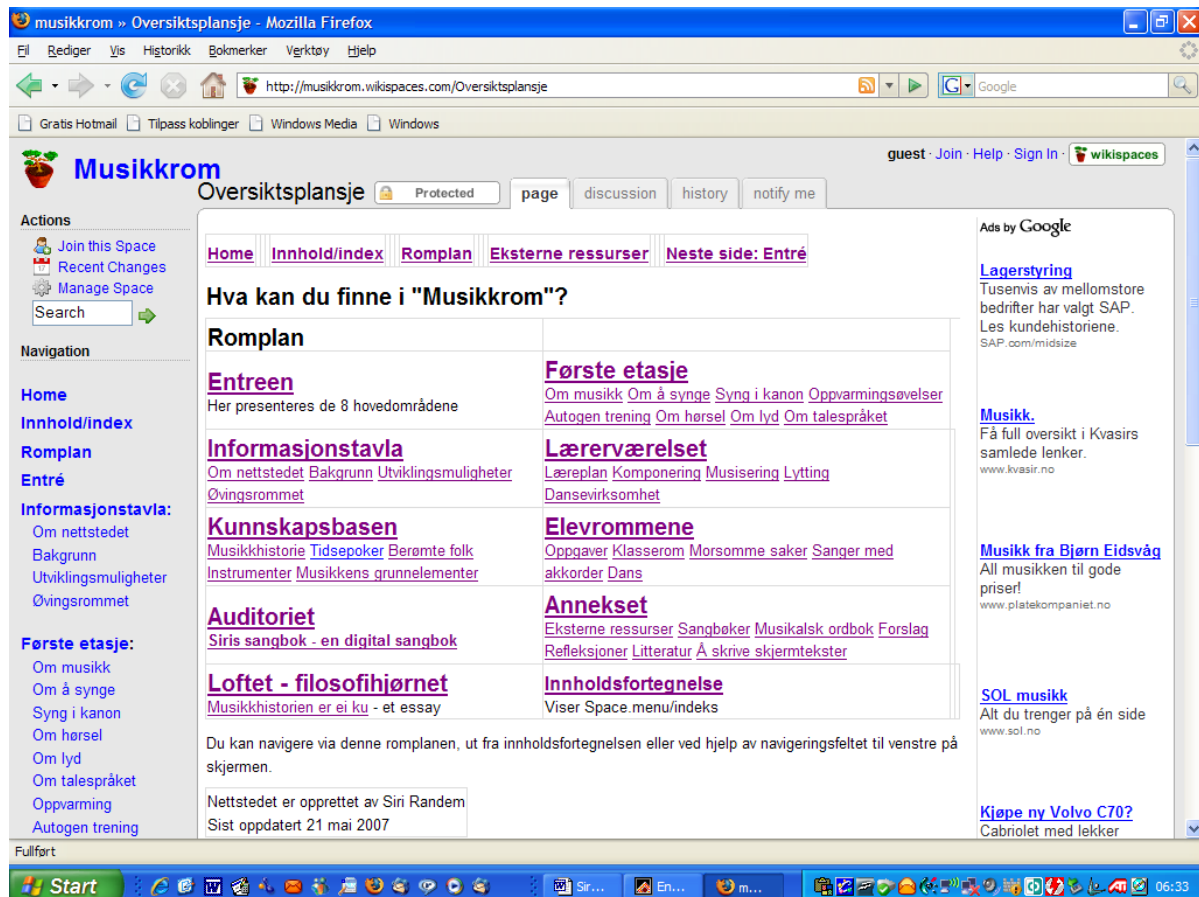 musikkrom » Oversiktsplansje - Mozilla Firefox
Fil Rediger Vis Historikk Bokmerker Verktøy Hjelp
http://musikkrom.wikispaces.com/Oversiktsplansje
G Google
Gratis Hotmail Tilpass koblinger Windows Media Windows
guest · Join · Help · Sign In · wikispaces
Musikkrom
Oversiktsplansje Protected page discussion history notify me
Actions
Join this Space
Recent Changes
Manage Space
Search
Navigation
Home
Innhold/index
Romplan
Entré
Informasjonstavla:
Om nettstedet
Bakgrunn
Utviklingsmuligheter
Øvingsrommet
Første etasje:
Om musikk
Om å synge
Syng i kanon
Om hørsel
Om lyd
Om talespråket
Oppvarming
Autogen trening
Home Innhold/index Romplan Eksterne ressurser Neste side: Entré
Hva kan du finne i "Musikkrom"?
Romplan
Entreen
Her presenteres de 8 hovedområdene
Første etasje
Om musikk Om å synge Syng i kanon Oppvarmingsøvelser
Autogen trening Om hørsel Om lyd Om talespråket
Informasjonstavla
Om nettstedet Bakgrunn Utviklingsmuligheter
Øvingsrommet
Lærerværelset
Læreplan Komponering Musisering Lytting
Dansevirksomhet
Kunnskapsbasen
Musikkhistorie Tidsepoker Berømte folk
Instrumenter Musikkens grunnelementer
Elevrommene
Oppgaver Klasserom Morsomme saker Sanger med
akkorder Dans
Auditoriet
Siris sangbok - en digital sangbok
Annekset
Eksterne ressurser Sangbøker Musikalsk ordbok Forslag
Refleksjoner Litteratur Å skrive skjermtekster
Loftet - filosofihjørnet
Musikkhistorien er ei ku - et essay
Innholdsfortegnelse
Viser Space.menu/indeks
Du kan navigere via denne romplanen, ut fra innholdsfortegnelsen eller ved hjelp av navigeringsfeltet til venstre på
skjermen.
Nettstedet er opprettet av Siri Randem
Sist oppdatert 21 mai 2007
Ads by Google
Lagerstyring
Tusenvis av mellomstore
bedrifter har valgt SAP.
Les kundehistoriene.
SAP.com/midsize
Musikk.
Få full oversikt i Kvasirs
samlede lenker.
www.kvasir.no
Musikk fra Bjørn Eidsvåg
All musikken til gode
priser!
www.platekompaniet.no
SOL musikk
Alt du trenger på én side
www.sol.no
Kjøpe ny Volvo C70?
Cabriolet med lekker
Fullført
Start Sir... En... m... 06:33